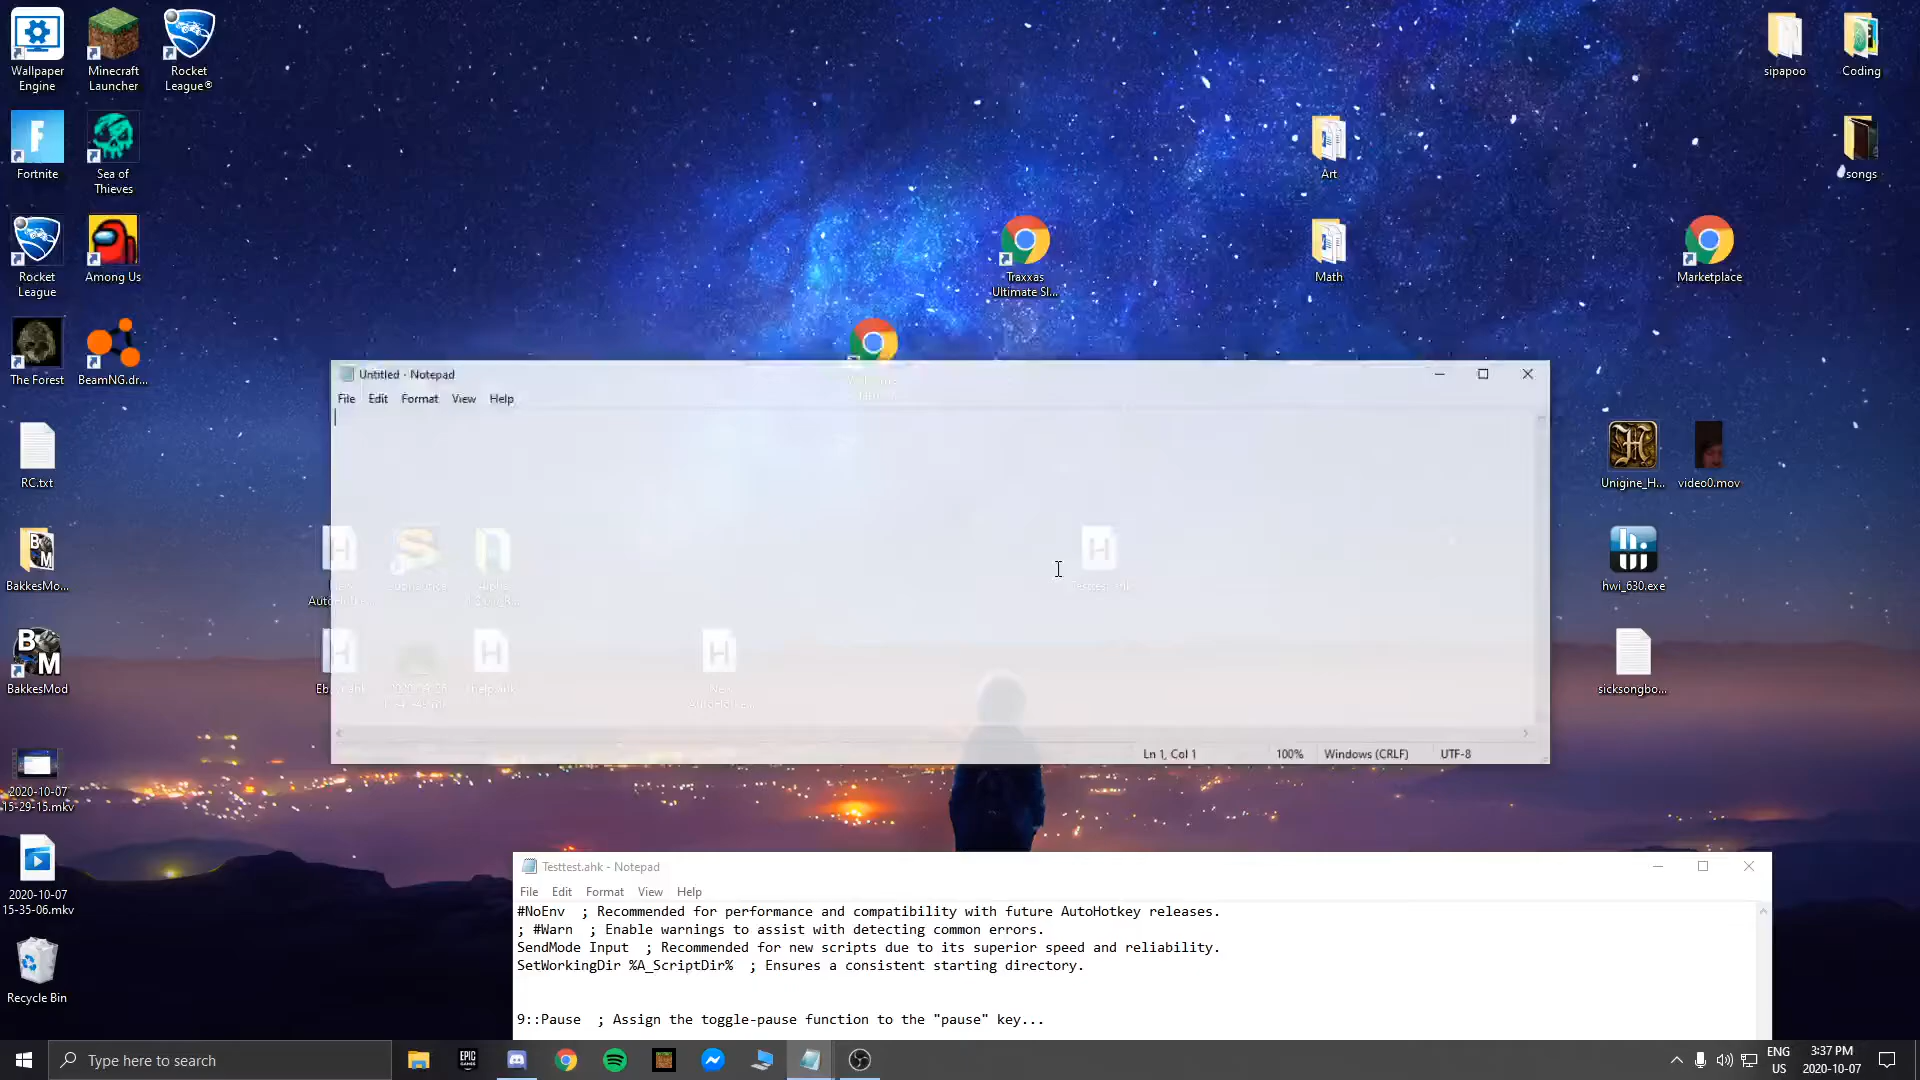 Wallpaper
Engine
Minecraft
Launcher
Rocket
League®
sipapoo
Coding
Fortnite
Sea of
Thieves
Art
songs
Rocket
League
Among Us
Traxxas
Ultimate Sl...
Math
Marketplace
The Forest
BeamNG.dr...
Untitled - Notepad
File Edit Format View Help
RC.txt
Unigine_H...
video0.mov
BakkesMo...
Testtest.ahk
hwi_630.exe
BakkesMod
help.ahk
sicksongbo...
Ln 1, Col 1 100% Windows (CRLF) UTF-8
2020-10-07
15-29-15.mkv
Testtest.ahk - Notepad
File Edit Format View Help
2020-10-07
15-35-06.mkv
#NoEnv  ; Recommended for performance and compatibility with future AutoHotkey releases.
; #Warn  ; Enable warnings to assist with detecting common errors.
SendMode Input  ; Recommended for new scripts due to its superior speed and reliability.
SetWorkingDir %A_ScriptDir%  ; Ensures a consistent starting directory.
9::Pause  ; Assign the toggle-pause function to the "pause" key...
Recycle Bin
Type here to search
EPIC
GAMES
ENG
US
3:37 PM
2020-10-07